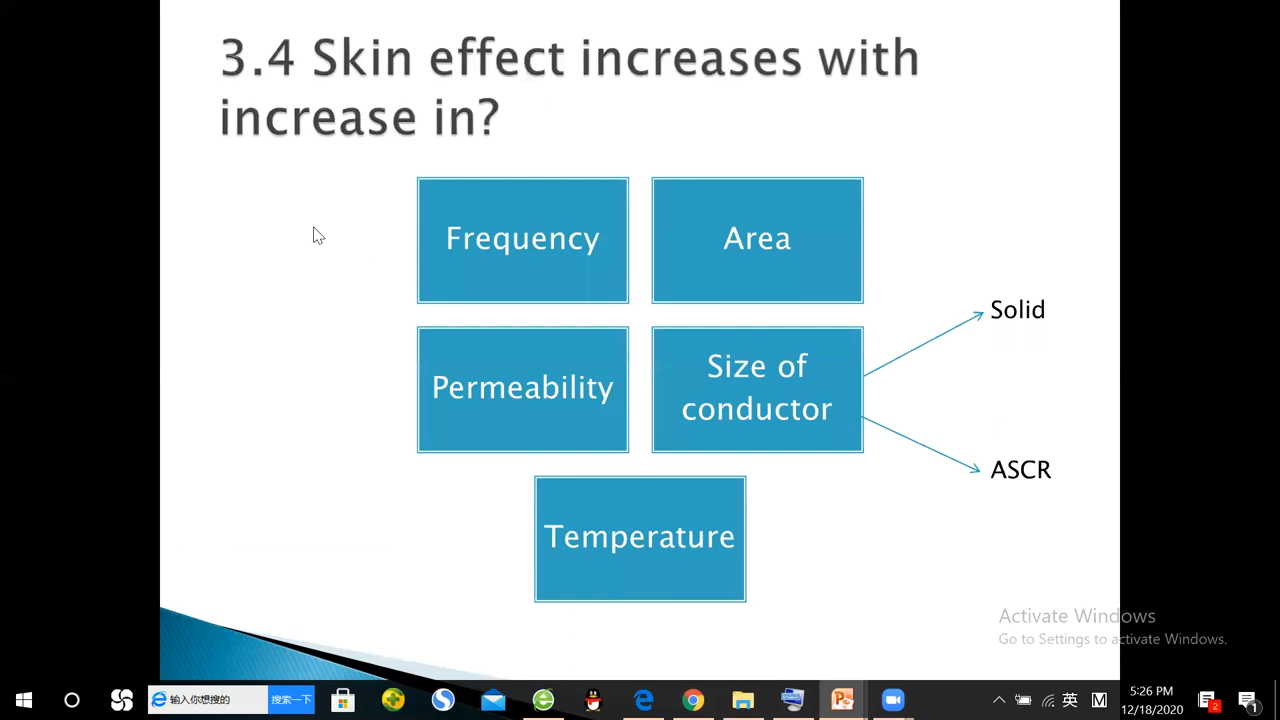 3.4 Skin effect increases with
increase in?
Frequency
Area
Solid
Permeability
Size of
conductor
ASCR
Temperature
Activate Windows
Go to Settings to activate Windows.
输入你想搜的
搜索一下
英
M
5:26 PM
12/18/2020
2
1